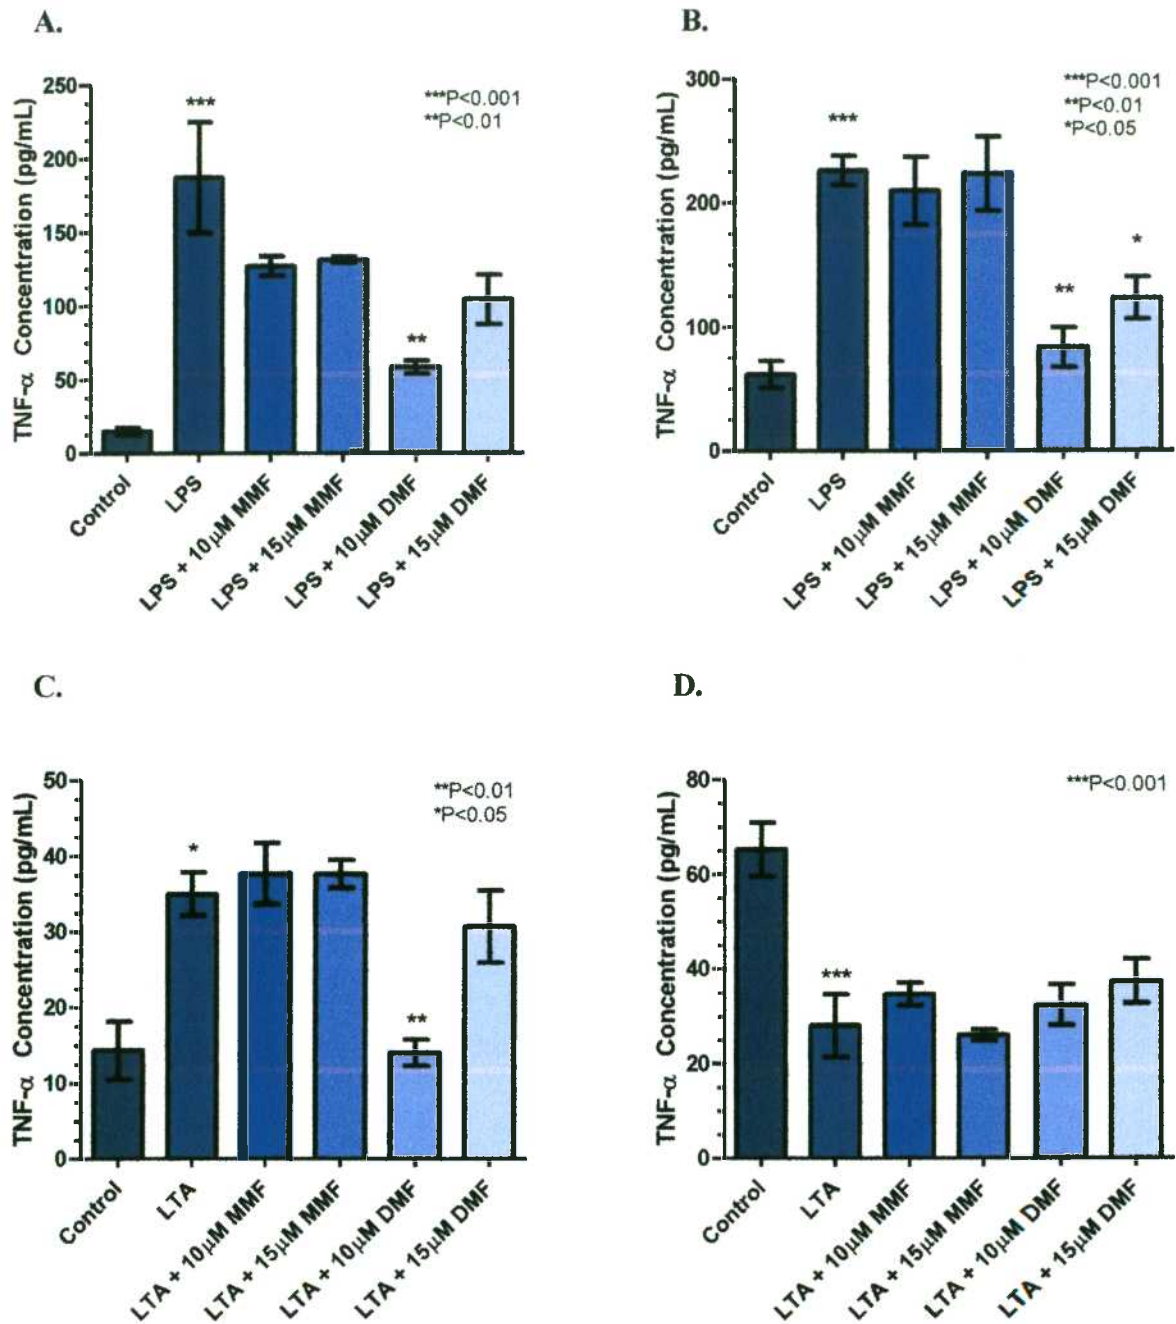 A.
TNF-α Concentration (pg/mL)
250
200
150
100
50
0
***
**
***P<0.001
**P<0.01
Control
LPS
LPS + 10μM MMF
LPS + 15μM MMF
LPS + 10μM DMF
LPS + 15μM DMF
B.
TNF-α Concentration (pg/mL)
300
200
100
0
***
**
*
***P<0.001
**P<0.01
*P<0.05
Control
LPS
LPS + 10μM MMF
LPS + 15μM MMF
LPS + 10μM DMF
LPS + 15μM DMF
C.
TNF-α Concentration (pg/mL)
50
40
30
20
10
0
*
**
**P<0.01
*P<0.05
Control
LTA
LTA + 10μM MMF
LTA + 15μM MMF
LTA + 10μM DMF
LTA + 15μM DMF
D.
TNF-α Concentration (pg/mL)
80
60
40
20
0
***
***P<0.001
Control
LTA
LTA + 10μM MMF
LTA + 15μM MMF
LTA + 10μM DMF
LTA + 15μM DMF